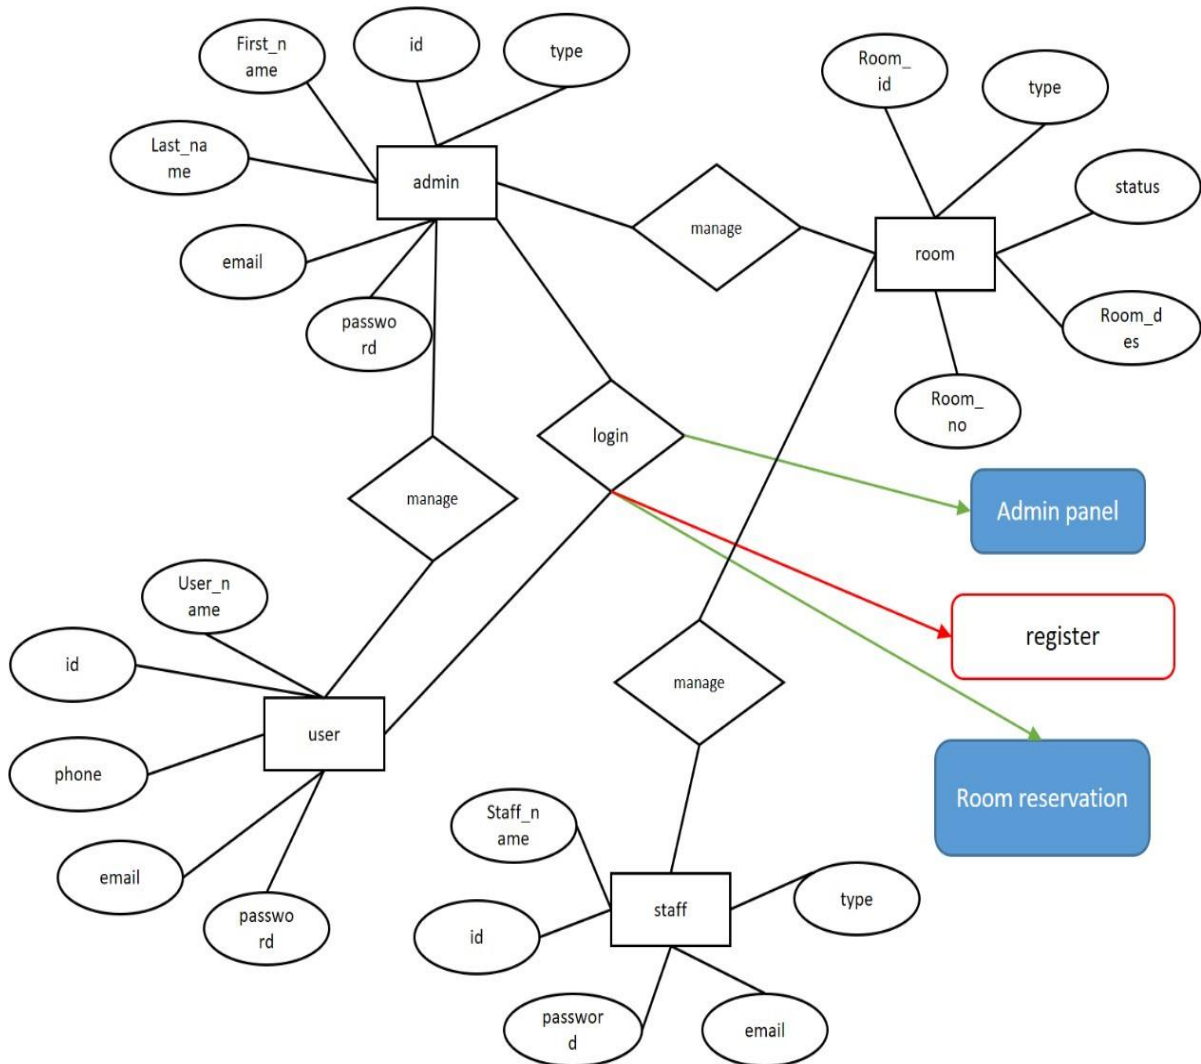 First_n
ame
id
type
Room_
id
type
Last_na
me
admin
status
manage
email
room
passwo
rd
Room_d
es
Room_
no
login
manage
Admin panel
User_n
ame
register
id
manage
user
phone
Room reservation
Staff_n
ame
email
type
passwo
rd
staff
id
passwor
d
email